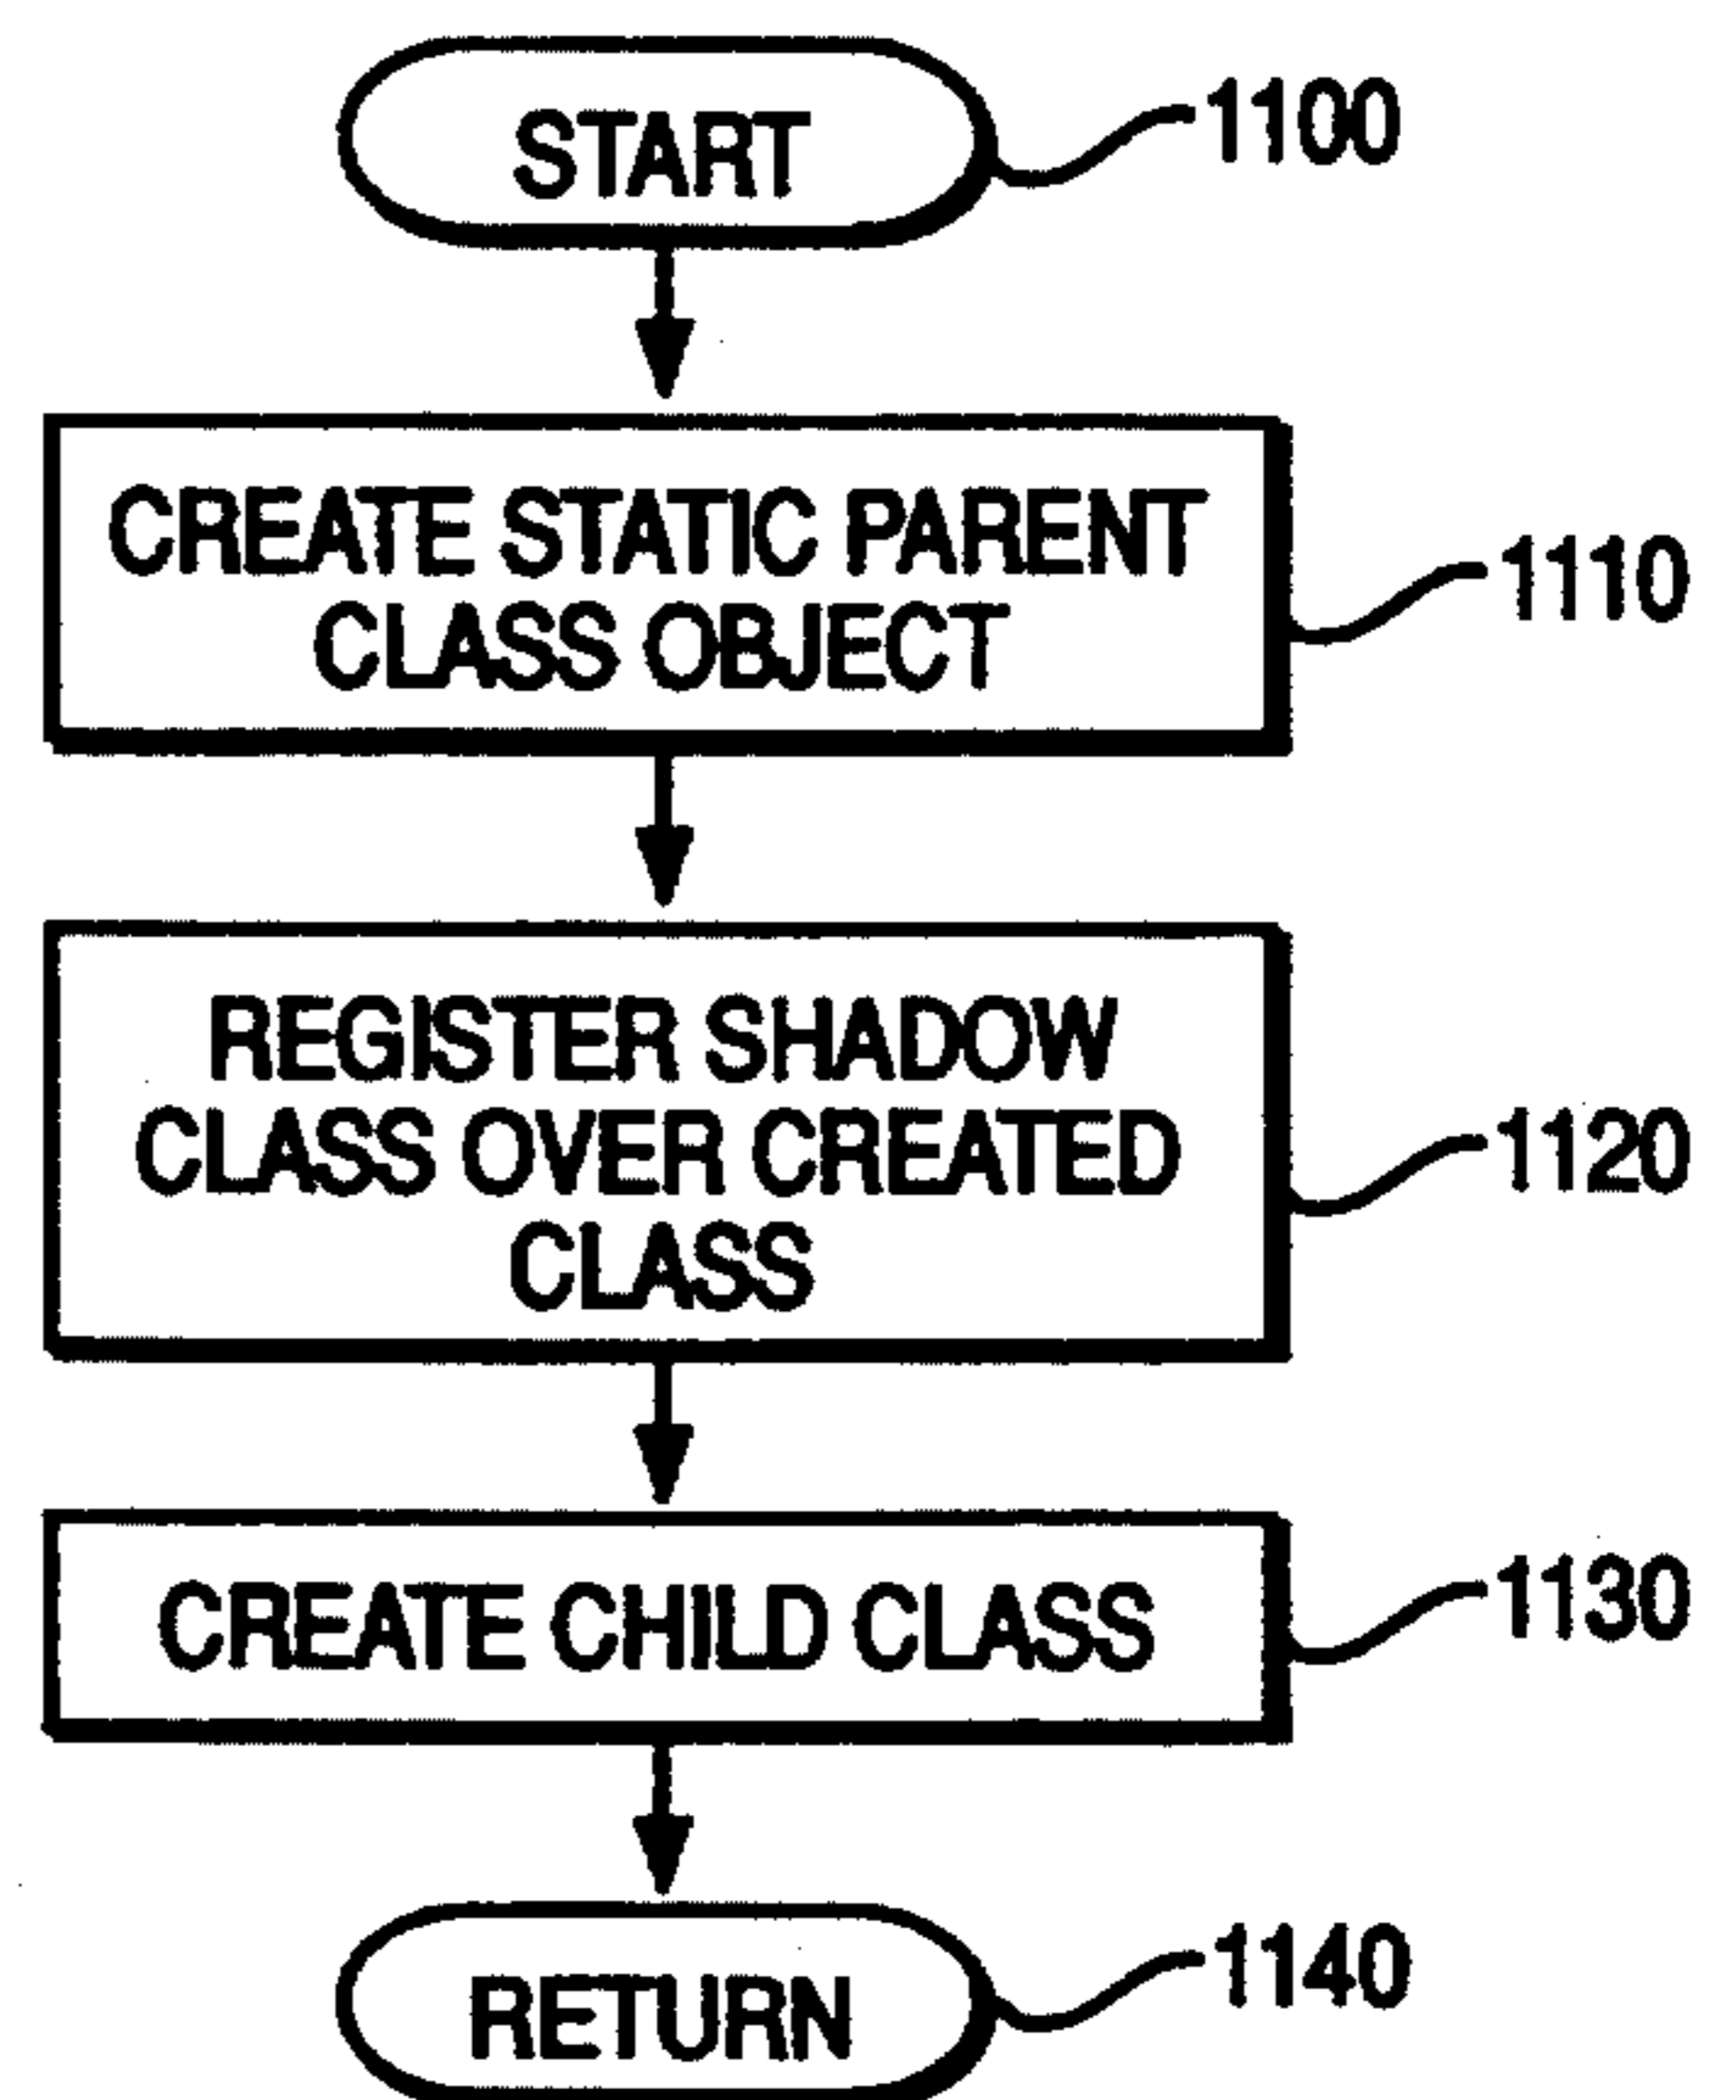 START
1100
CREATE STATIC PARENT
CLASS OBJECT
1110
REGISTER SHADOW
CLASS OVER CREATED
CLASS
1120
CREATE CHILD CLASS
1130
RETURN
1140